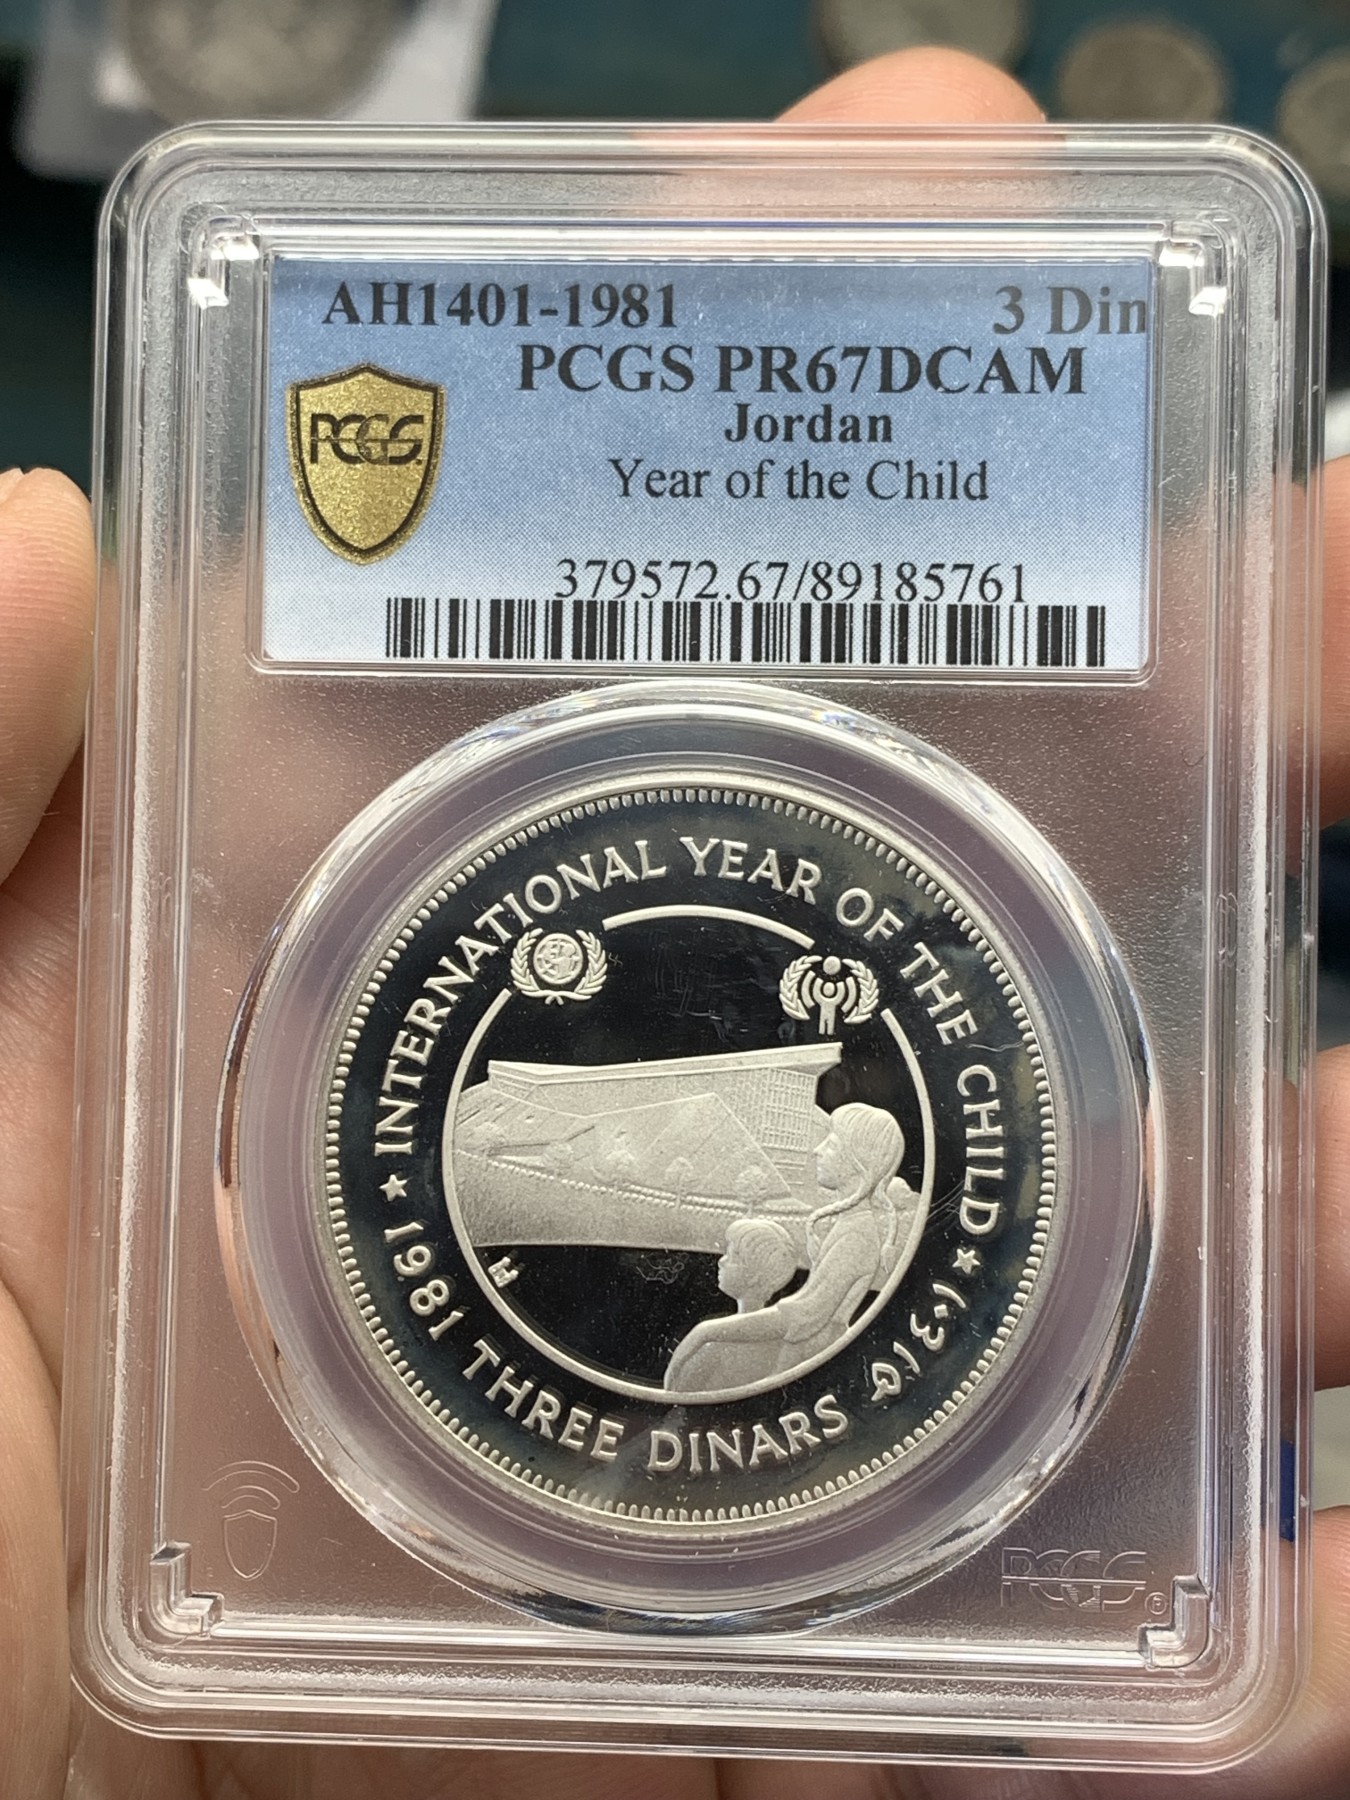 AH1401-1981 3 Din
PCGS PR67DCAM
Jordan
PCGS
Year of the Child
379572.67/89185761
INTERNATIONAL YEAR OF THE CHILD
1981 THREE DINARS
PCGS